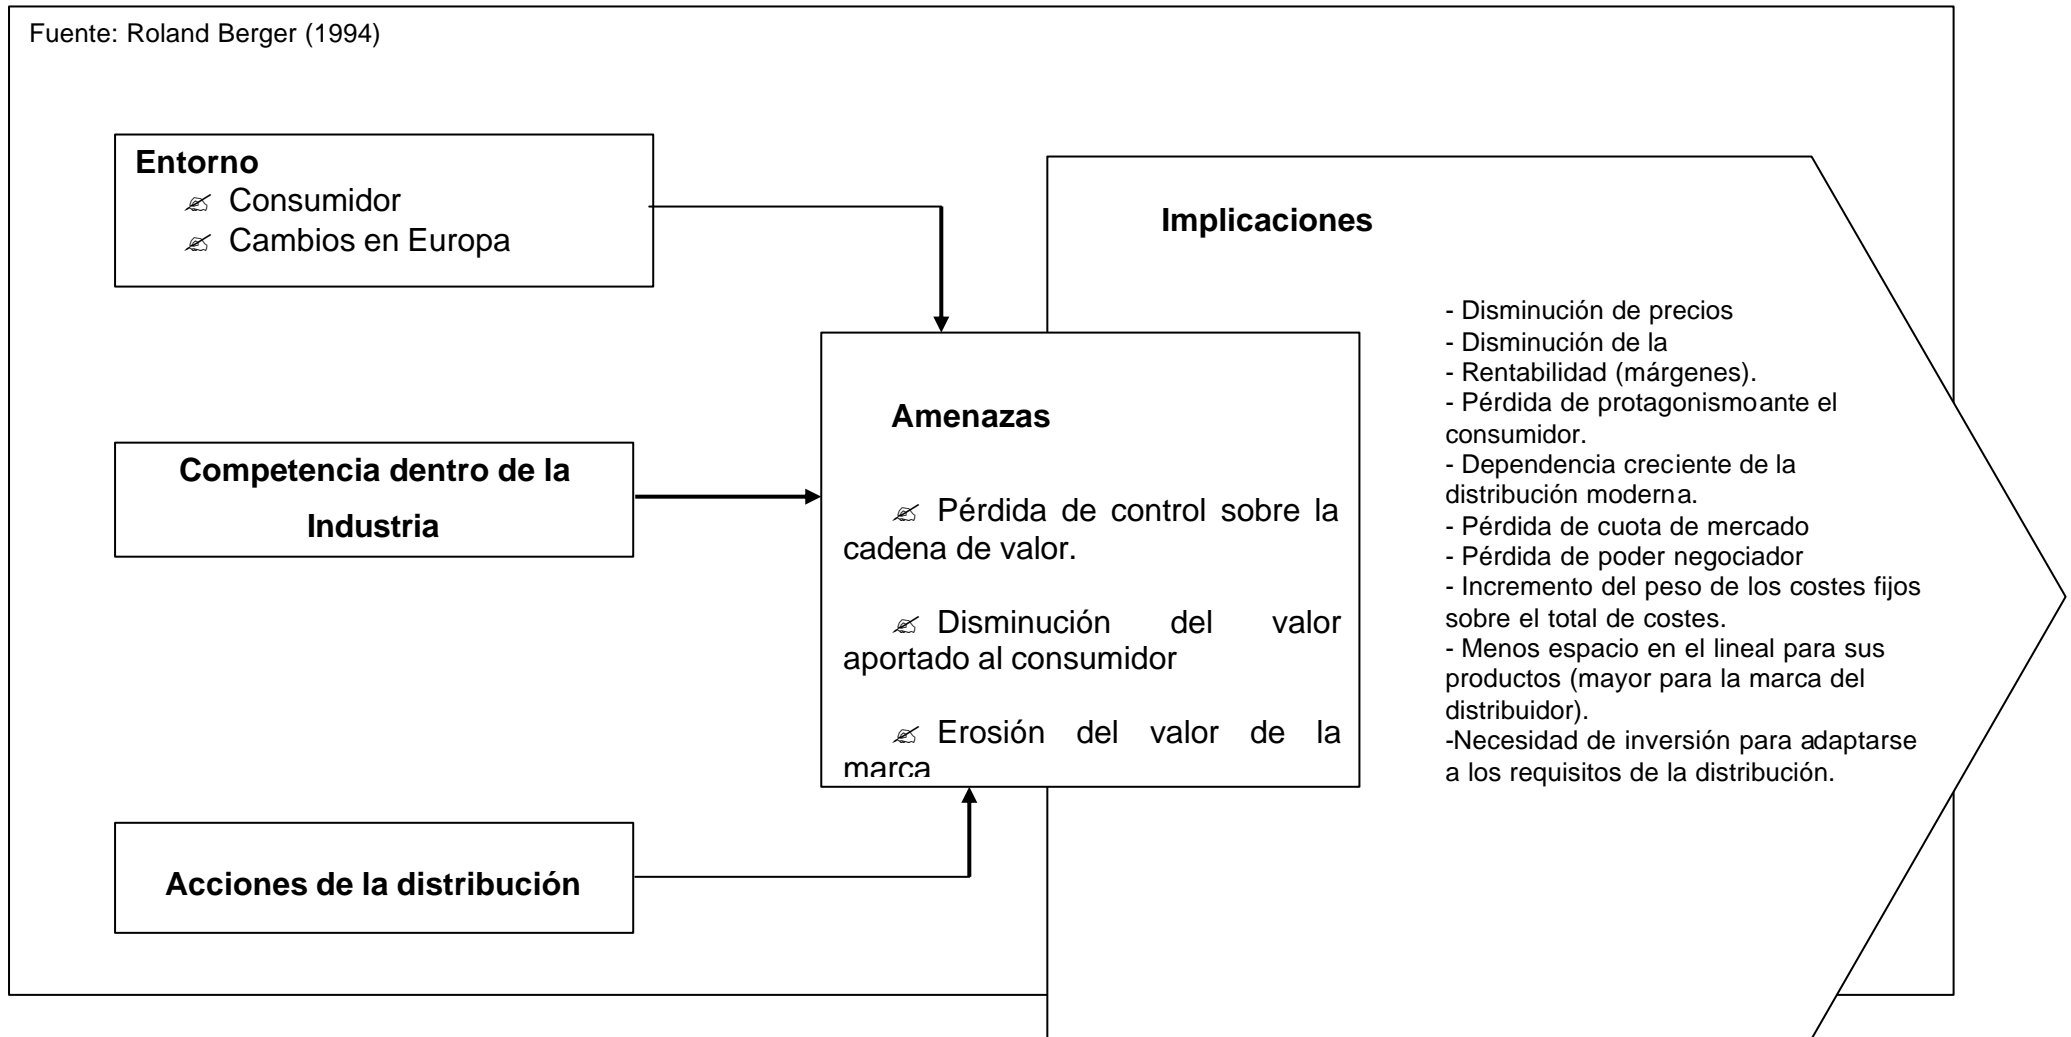 Fuente: Roland Berger (1994)
Entorno
Consumidor
Cambios en Europa
Competencia dentro de la
Industria
Acciones de la distribución
Amenazas
Pérdida de control sobre la
cadena de valor.
Disminución del valor
aportado al consumidor
Erosión del valor de la
marca
Implicaciones
- Disminución de precios
- Disminución de la
- Rentabilidad (márgenes).
- Pérdida de protagonismoante el
consumidor.
- Dependencia creciente de la
distribución moderna.
- Pérdida de cuota de mercado
- Pérdida de poder negociador
- Incremento del peso de los costes fijos
sobre el total de costes.
- Menos espacio en el lineal para sus
productos (mayor para la marca del
distribuidor).
-Necesidad de inversión para adaptarse
a los requisitos de la distribución.